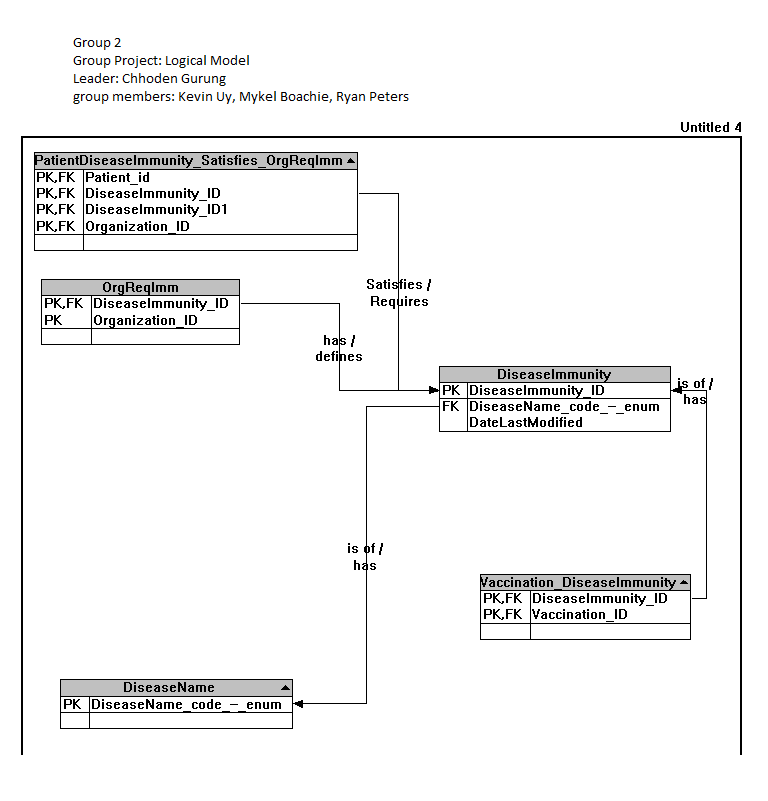 Group 2
Group Project: Logical Model
Leader: Chhoden Gurung
group members: Kevin Uy, Mykel Boachie, Ryan Peters
Untitled 4
PatientDiseaseImmunity_Satisfies_OrgReqImm
PK,FK Patient_id
PK,FK DiseaseImmunity_ID
PK,FK DiseaseImmunity_ID1
PK,FK Organization_ID
OrgReqImm
PK,FK DiseaseImmunity_ID
PK Organization_ID
Satisfies /
Requires
has /
defines
DiseaseImmunity
PK DiseaseImmunity_ID
FK DiseaseName_code_-_enum
DateLastModified
is of /
has
is of /
has
Vaccination_DiseaseImmunity
PK,FK DiseaseImmunity_ID
PK,FK Vaccination_ID
DiseaseName
PK DiseaseName_code_-_enum